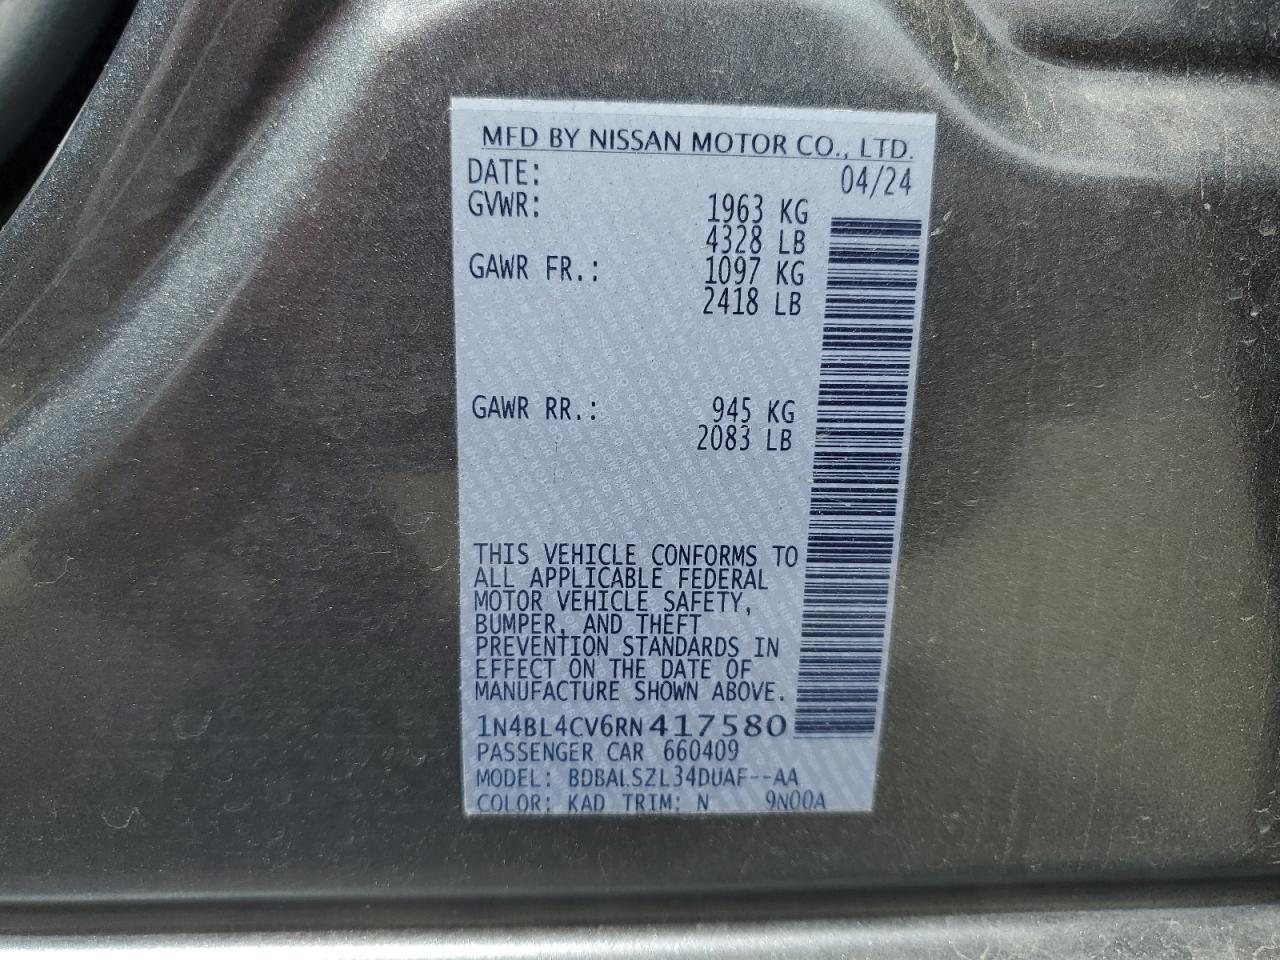 MFD BY NISSAN MOTOR CO., LTD.
DATE: 04/24
GVWR: 1963 KG
4328 LB
GAWR FR.: 1097 KG
2418 LB
GAWR RR.: 945 KG
2083 LB
THIS VEHICLE CONFORMS TO
ALL APPLICABLE FEDERAL
MOTOR VEHICLE SAFETY,
BUMPER, AND THEFT
PREVENTION STANDARDS IN
EFFECT ON THE DATE OF
MANUFACTURE SHOWN ABOVE.
1N4BL4CV6RN417580
PASSENGER CAR 660409
MODEL: BDBALSZL34DUAF--AA
COLOR: KAD TRIM: N 9N00A